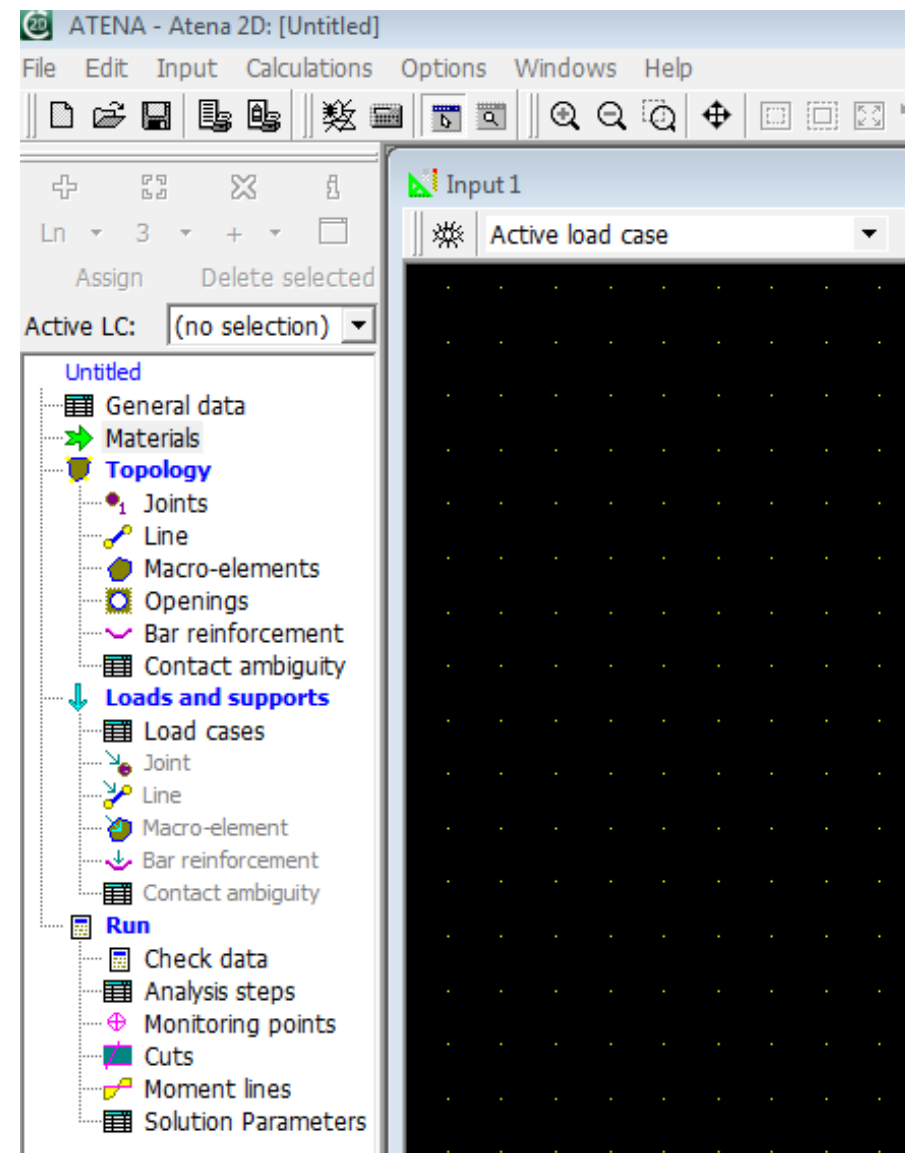 2D ATENA - Atena 2D: [Untitled]
File Edit Input Calculations Options Windows Help
Input 1
Ln 3 +
Active load case
Assign Delete selected
Active LC: (no selection)
Untitled
General data
Materials
Topology
1 Joints
Line
Macro-elements
Openings
Bar reinforcement
Contact ambiguity
Loads and supports
Load cases
Joint
Line
Macro-element
Bar reinforcement
Contact ambiguity
Run
Check data
Analysis steps
Monitoring points
Cuts
Moment lines
Solution Parameters